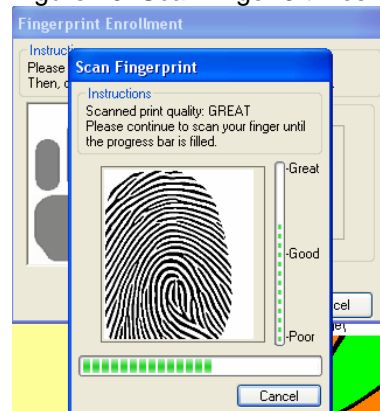 Fingerprint Enrollment
Instructi
Please
Then, c
Scan Fingerprint
Instructions
Scanned print quality: GREAT
Please continue to scan your finger until
the progress bar is filled.
-Great
-Good
-Poor
cel
Cancel